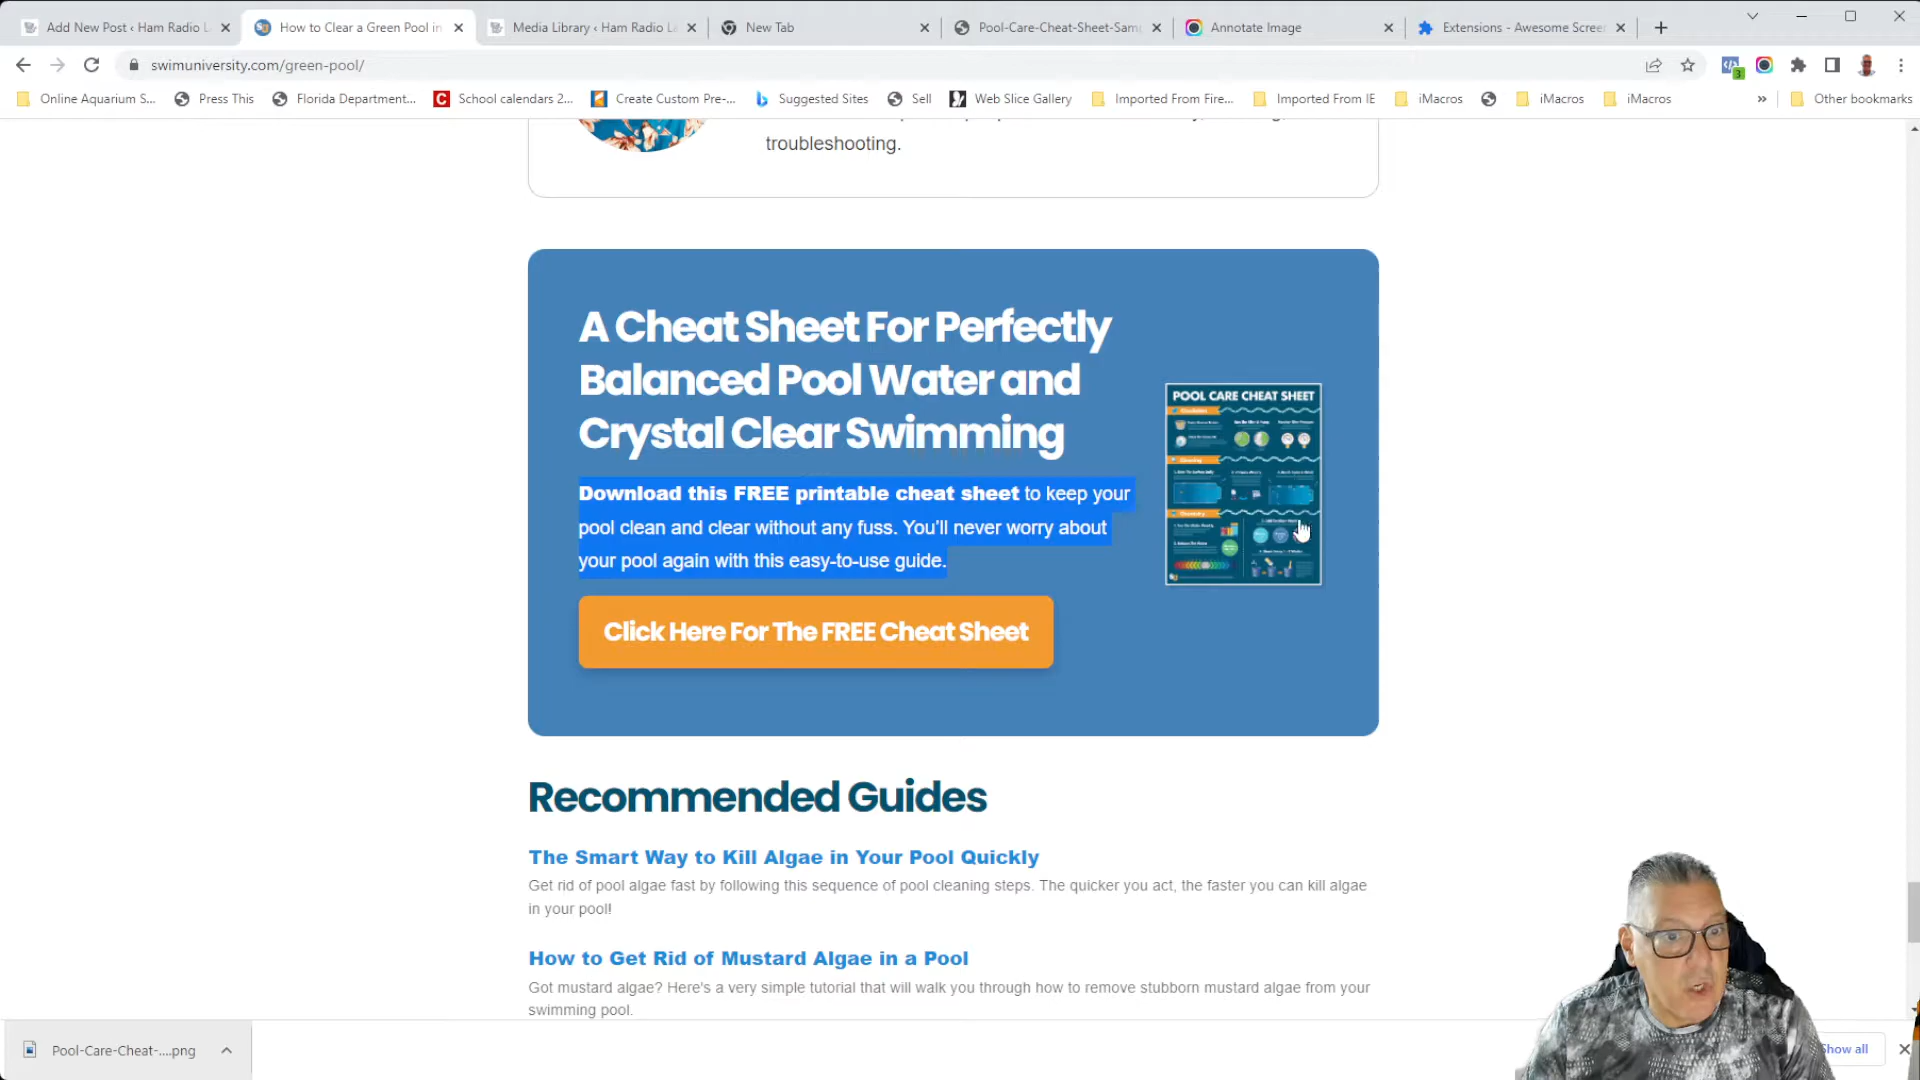 Add New Post ‹ Ham Radio L
How to Clear a Green Pool in
Media Library ‹ Ham Radio La
New Tab
Pool-Care-Cheat-Sheet-Sam
Annotate Image
Extensions - Awesome Screen
swimuniversity.com/green-pool/
3
Online Aquarium S...
Press This
Florida Department...
School calendars 2...
Create Custom Pre-...
Suggested Sites
Sell
Web Slice Gallery
Imported From Fire...
Imported From IE
iMacros
iMacros
iMacros
Other bookmarks
troubleshooting.
A Cheat Sheet For Perfectly
Balanced Pool Water and
Crystal Clear Swimming
Download this FREE printable cheat sheet to keep your
pool clean and clear without any fuss. You'll never worry about
your pool again with this easy-to-use guide.
POOL CARE CHEAT SHEET
Click Here For The FREE Cheat Sheet
Recommended Guides
The Smart Way to Kill Algae in Your Pool Quickly
Get rid of pool algae fast by following this sequence of pool cleaning steps. The quicker you act, the faster you can kill algae
in your pool!
How to Get Rid of Mustard Algae in a Pool
Got mustard algae? Here's a very simple tutorial that will walk you through how to remove stubborn mustard algae from your
swimming pool.
Pool-Care-Cheat-....png
Show all